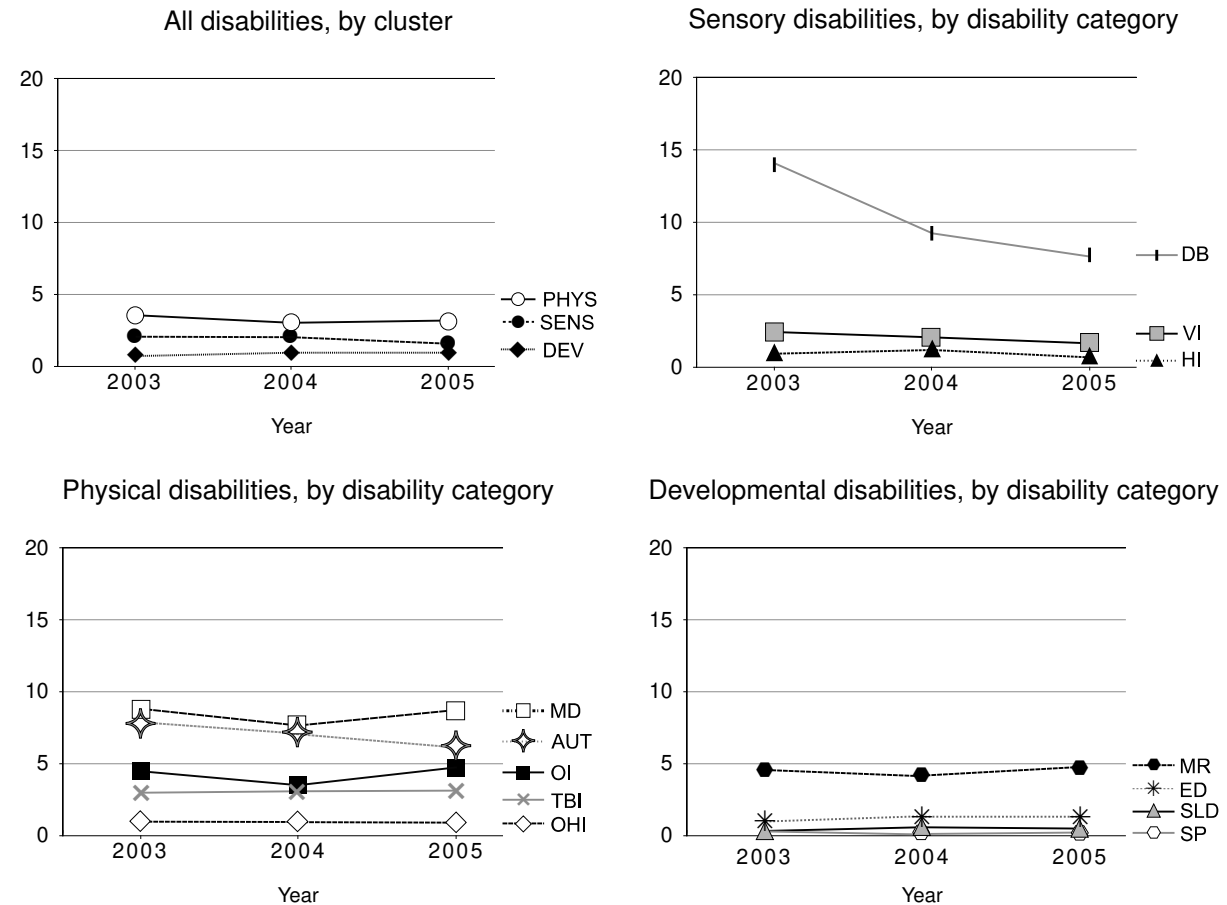 All disabilities, by cluster
20
15
10
5
0
2003 2004 2005
Year
PHYS
SENS
DEV
Sensory disabilities, by disability category
20
15
10
5
0
2003 2004 2005
Year
DB
VI
HI
Physical disabilities, by disability category
20
15
10
5
0
2003 2004 2005
Year
MD
AUT
OI
TBI
OHI
Developmental disabilities, by disability category
20
15
10
5
0
2003 2004 2005
Year
MR
ED
SLD
SP